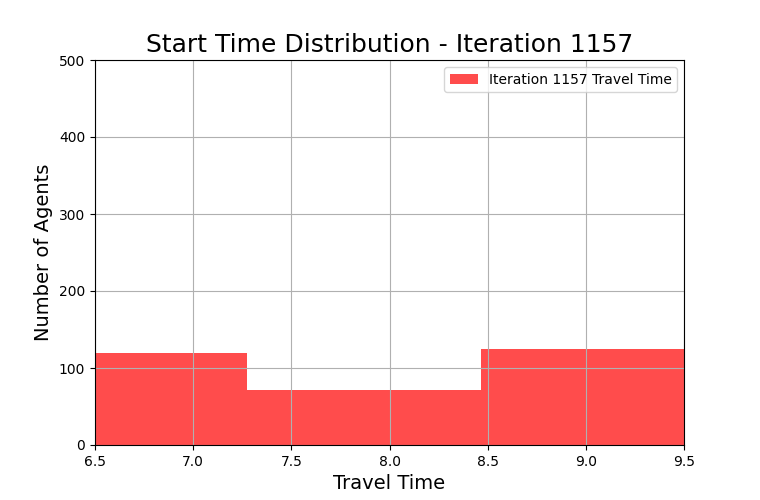 Start Time Distribution - Iteration 1157
Iteration 1157 Travel Time
Number of Agents
500
400
300
200
100
0
6.5 7.0 7.5 8.0 8.5 9.0 9.5
Travel Time